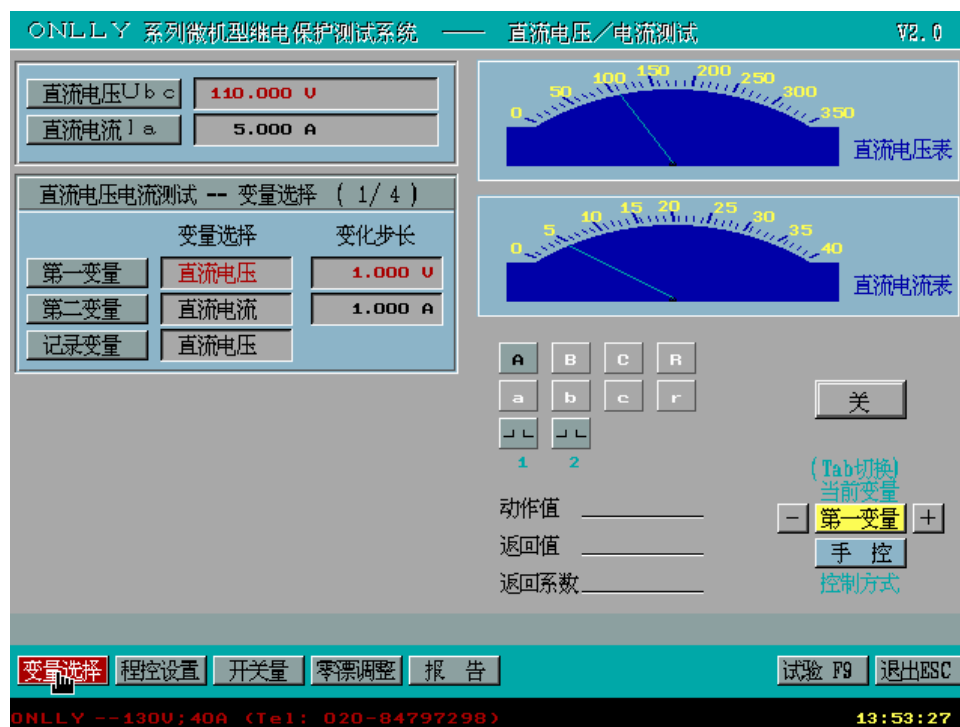 ONLLY 系列微机型继电保护测试系统 —— 直流电压／电流测试 V2.0
直流电压Ubc 110.000 V
直流电流Ia 5.000 A
0 50 100 150 200 250 300 350
直流电压表
直流电压电流测试 -- 变量选择 ( 1/ 4 )
变量选择 变化步长
第一变量 直流电压 1.000 V
第二变量 直流电流 1.000 A
记录变量 直流电压
0 5 10 15 20 25 30 35 40
直流电流表
A B C R
a b c r
1 2
关
(Tab切换)
当前变量
- 第一变量 +
手 控
控制方式
动作值
返回值
返回系数
变量选择 程控设置 开关量 零漂调整 报 告 试验 F9 退出ESC
ONLLY --130V;40A (Tel: 020-84797298) 13:53:27